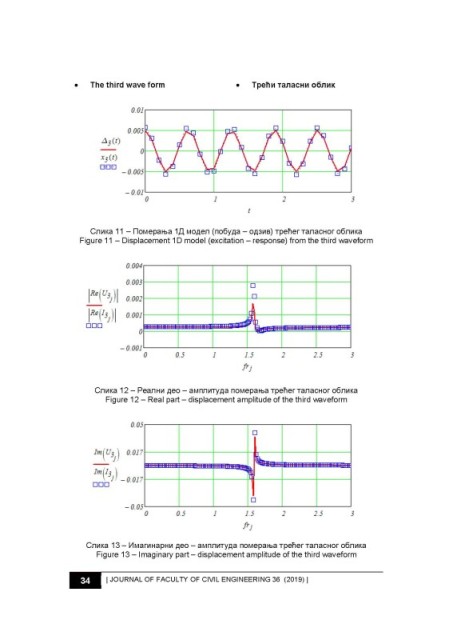 • The third wave form • Трећи таласни облик
0.01
0.005
0
− 0.005
− 0.01
Δ3(t)
x3(t)
0 1 2 3
t
Слика 11 – Померања 1Д модел (побуда – одзив) трећег таласног облика
Figure 11 – Displacement 1D model (excitation – response) from the third waveform
0.004
0.003
0.002
0.001
0
− 0.001
|Re(U3j)|
|Re(I3j)|
0 0.5 1 1.5 2 2.5 3
frj
Слика 12 – Реални део – амплитуда померања трећег таласног облика
Figure 12 – Real part – displacement amplitude of the third waveform
0.05
0.017
− 0.017
− 0.05
Im(U3j)
Im(I3j)
0 0.5 1 1.5 2 2.5 3
frj
Слика 13 – Имагинарни део – амплитуда померања трећег таласног облика
Figure 13 – Imaginary part – displacement amplitude of the third waveform
34 | JOURNAL OF FACULTY OF CIVIL ENGINEERING 36 (2019) |